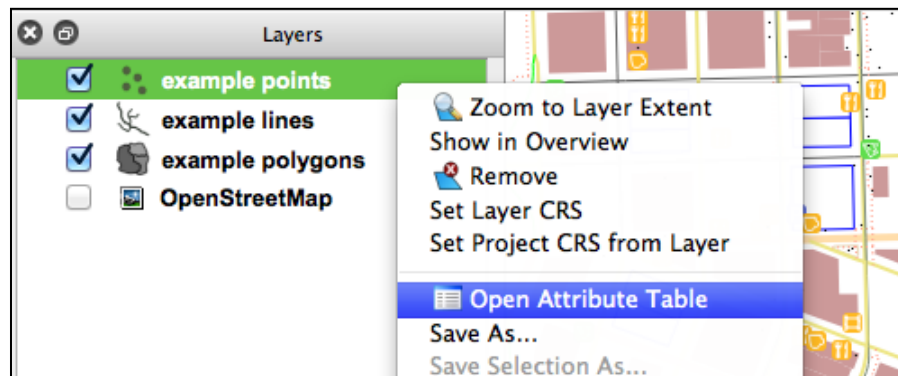 Layers
example points
example lines
example polygons
OpenStreetMap
Zoom to Layer Extent
Show in Overview
Remove
Set Layer CRS
Set Project CRS from Layer
Open Attribute Table
Save As...
Save Selection As...